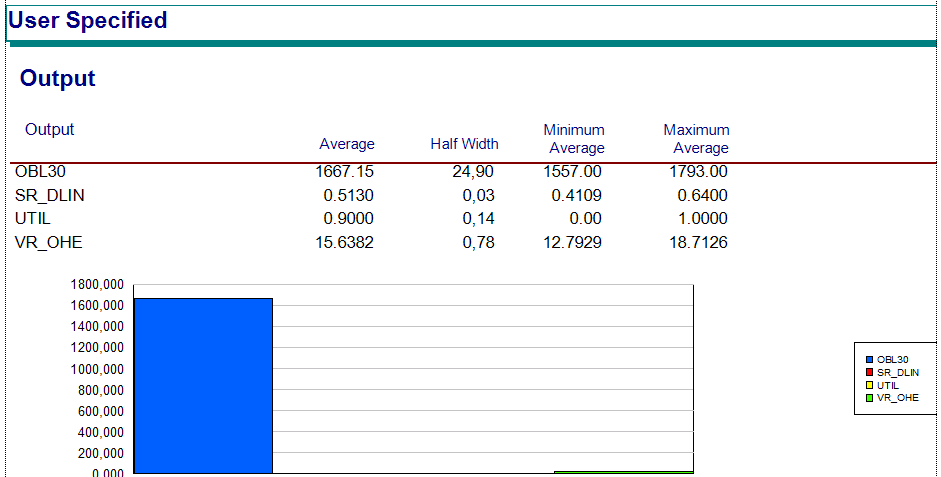 User Specified
Output
Output Average Half Width Minimum Average Maximum Average
OBL30 1667.15 24,90 1557.00 1793.00
SR_DLIN 0.5130 0,03 0.4109 0.6400
UTIL 0.9000 0,14 0.00 1.0000
VR_OHE 15.6382 0,78 12.7929 18.7126
1800,000
1600,000
1400,000
1200,000
1000,000
800,000
600,000
400,000
200,000
0,000
OBL30
SR_DLIN
UTIL
VR_OHE